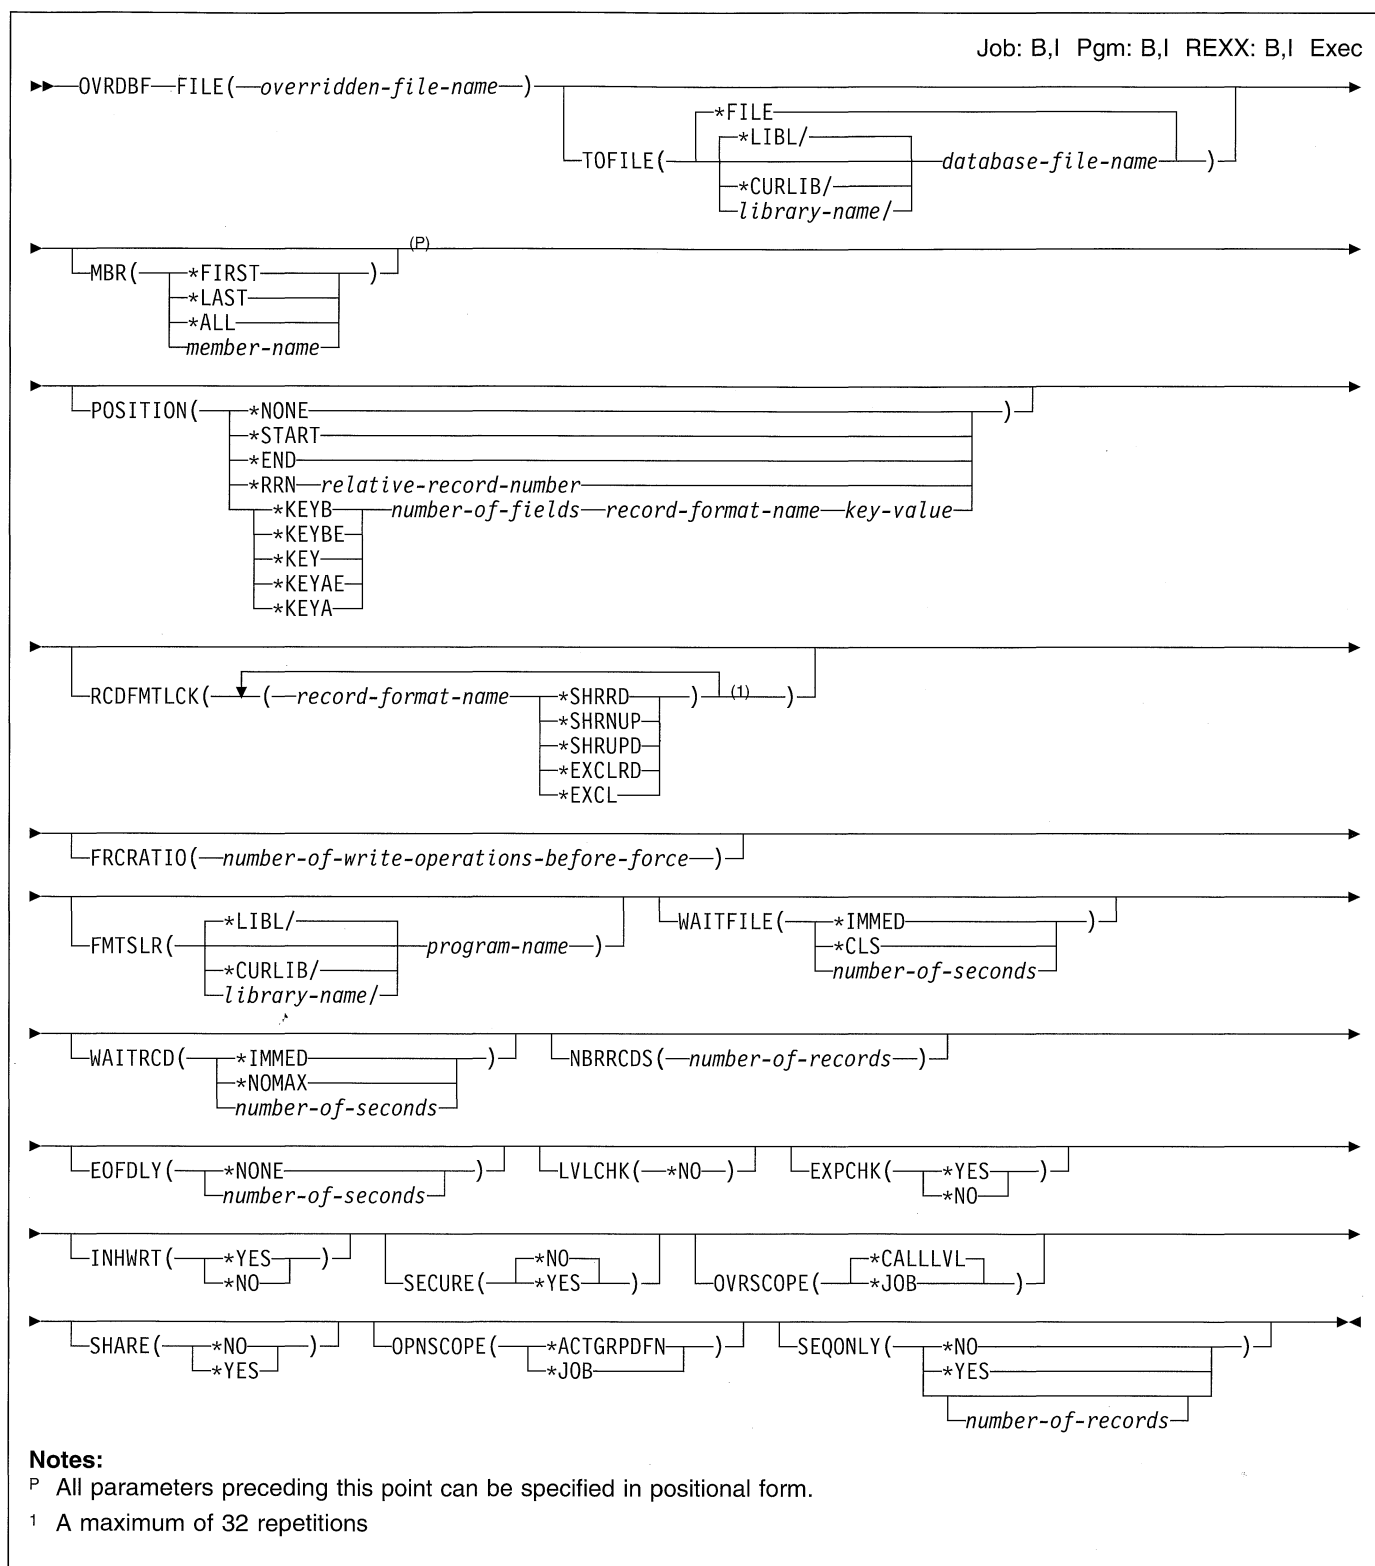 Job: B,I Pgm: B,I REXX: B,I Exec
OVRDBF FILE( overridden-file-name )
*FILE
*LIBL/
TOFILE( database-file-name )
*CURLIB/
library-name/
(P)
MBR( *FIRST )
*LAST
*ALL
member-name
POSITION( *NONE )
*START
*END
*RRN relative-record-number
*KEYB number-of-fields record-format-name key-value
*KEYBE
*KEY
*KEYAE
*KEYA
RCDFMTLCK( ( record-format-name *SHRRD ) (1) )
*SHRNUP
*SHRUPD
*EXCLRD
*EXCL
FRCRATIO( number-of-write-operations-before-force )
*LIBL/ WAITFILE( *IMMED )
FMTSLR( program-name ) *CLS
*CURLIB/ number-of-seconds
library-name/
WAITRCD( *IMMED ) NBRRCDS( number-of-records )
*NOMAX
number-of-seconds
EOFDLY( *NONE ) LVLCHK( *NO ) EXPCHK( *YES )
number-of-seconds *NO
INHWRT( *YES ) *NO *CALLLVL
*NO SECURE( *YES ) OVRSCOPE( *JOB )
SHARE( *NO ) OPNSCOPE( *ACTGRPDFN ) SEQONLY( *NO )
*YES *JOB *YES
number-of-records
Notes:
P All parameters preceding this point can be specified in positional form.
1 A maximum of 32 repetitions